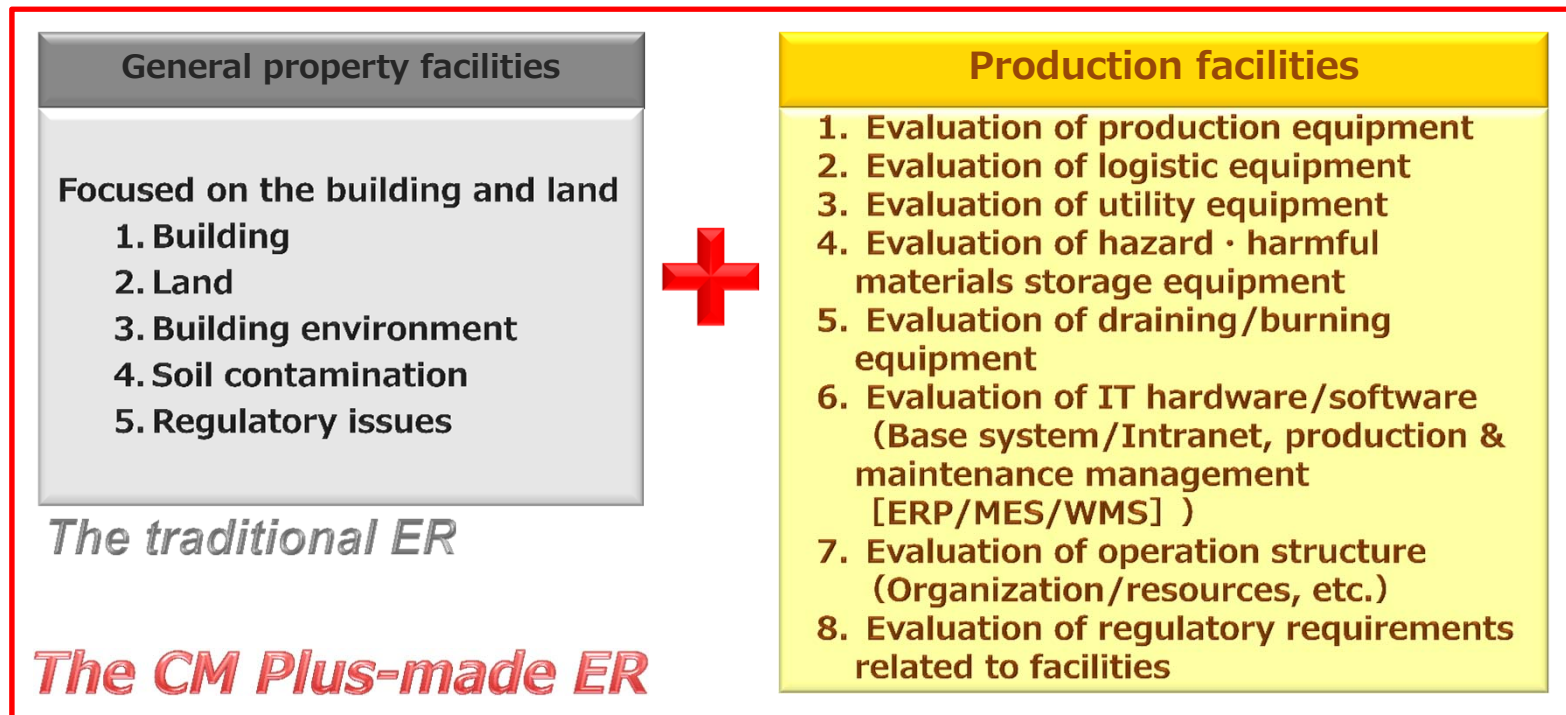 General property facilities
Focused on the building and land
1. Building
2. Land
3. Building environment
4. Soil contamination
5. Regulatory issues
The traditional ER
The CM Plus-made ER
Production facilities
1. Evaluation of production equipment
2. Evaluation of logistic equipment
3. Evaluation of utility equipment
4. Evaluation of hazard・harmful
materials storage equipment
5. Evaluation of draining/burning
equipment
6. Evaluation of IT hardware/software
（Base system/Intranet, production &
maintenance management
［ERP/MES/WMS］）
7. Evaluation of operation structure
（Organization/resources, etc.）
8. Evaluation of regulatory requirements
related to facilities